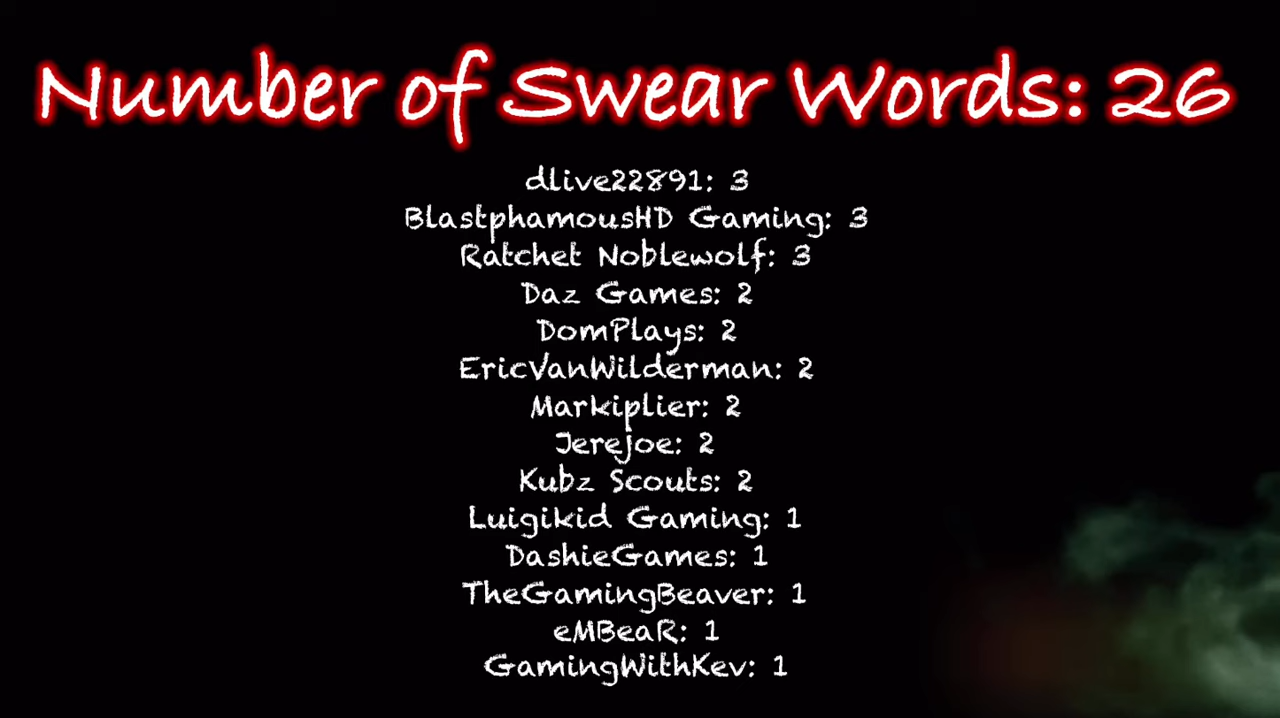 Number of Swear Words: 26
dlive22891: 3
BlastphamousHD Gaming: 3
Ratchet Noblewolf: 3
Daz Games: 2
DomPlays: 2
EricVanWilderman: 2
Markiplier: 2
Jerejoe: 2
Kubz Scouts: 2
Luigikid Gaming: 1
DashieGames: 1
TheGamingBeaver: 1
eMBeaR: 1
GamingWithKev: 1